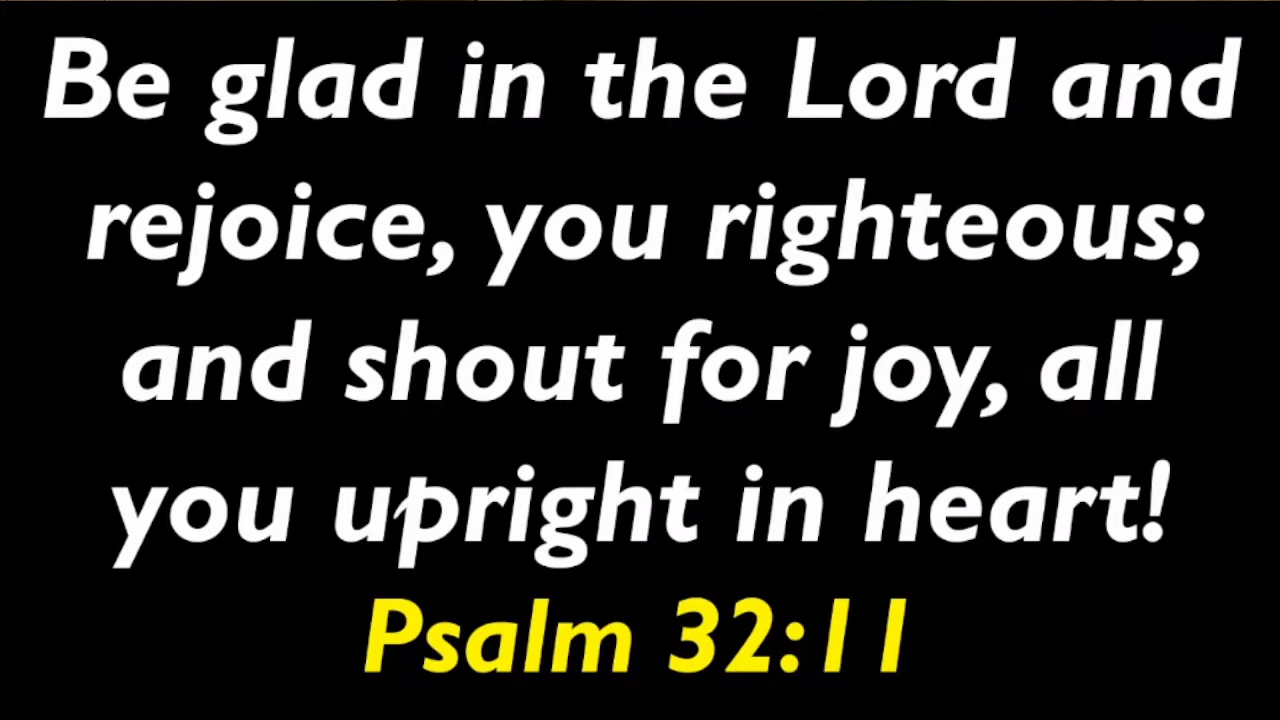 Be glad in the Lord and
rejoice, you righteous;
and shout for joy, all
you upright in heart!
Psalm 32:11